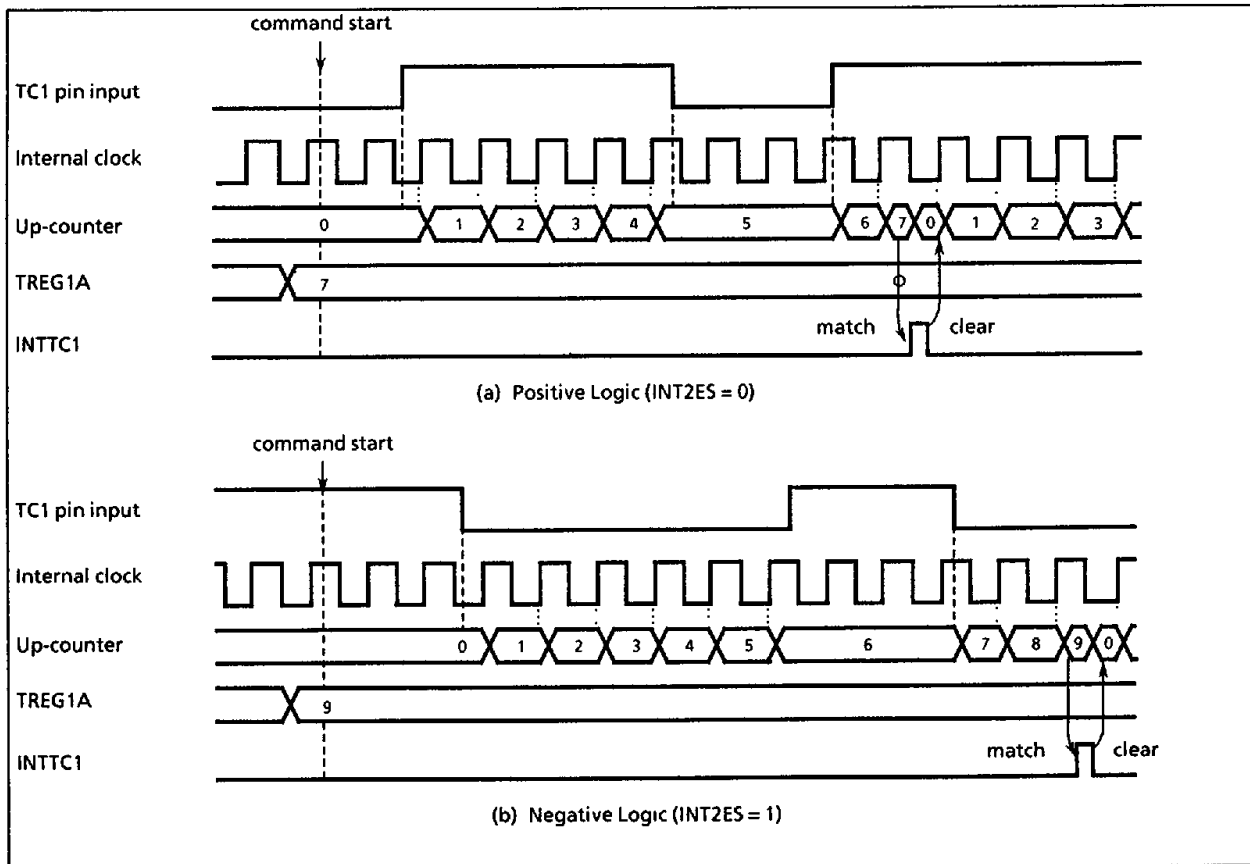 command start
TC1 pin input
Internal clock
Up-counter 0 1 2 3 4 5 6 7 0 1 2 3
TREG1A 7
match clear
INTTC1
(a) Positive Logic (INT2ES = 0)
command start
TC1 pin input
Internal clock
Up-counter 0 1 2 3 4 5 6 7 8 9 0
TREG1A 9
match clear
INTTC1
(b) Negative Logic (INT2ES = 1)